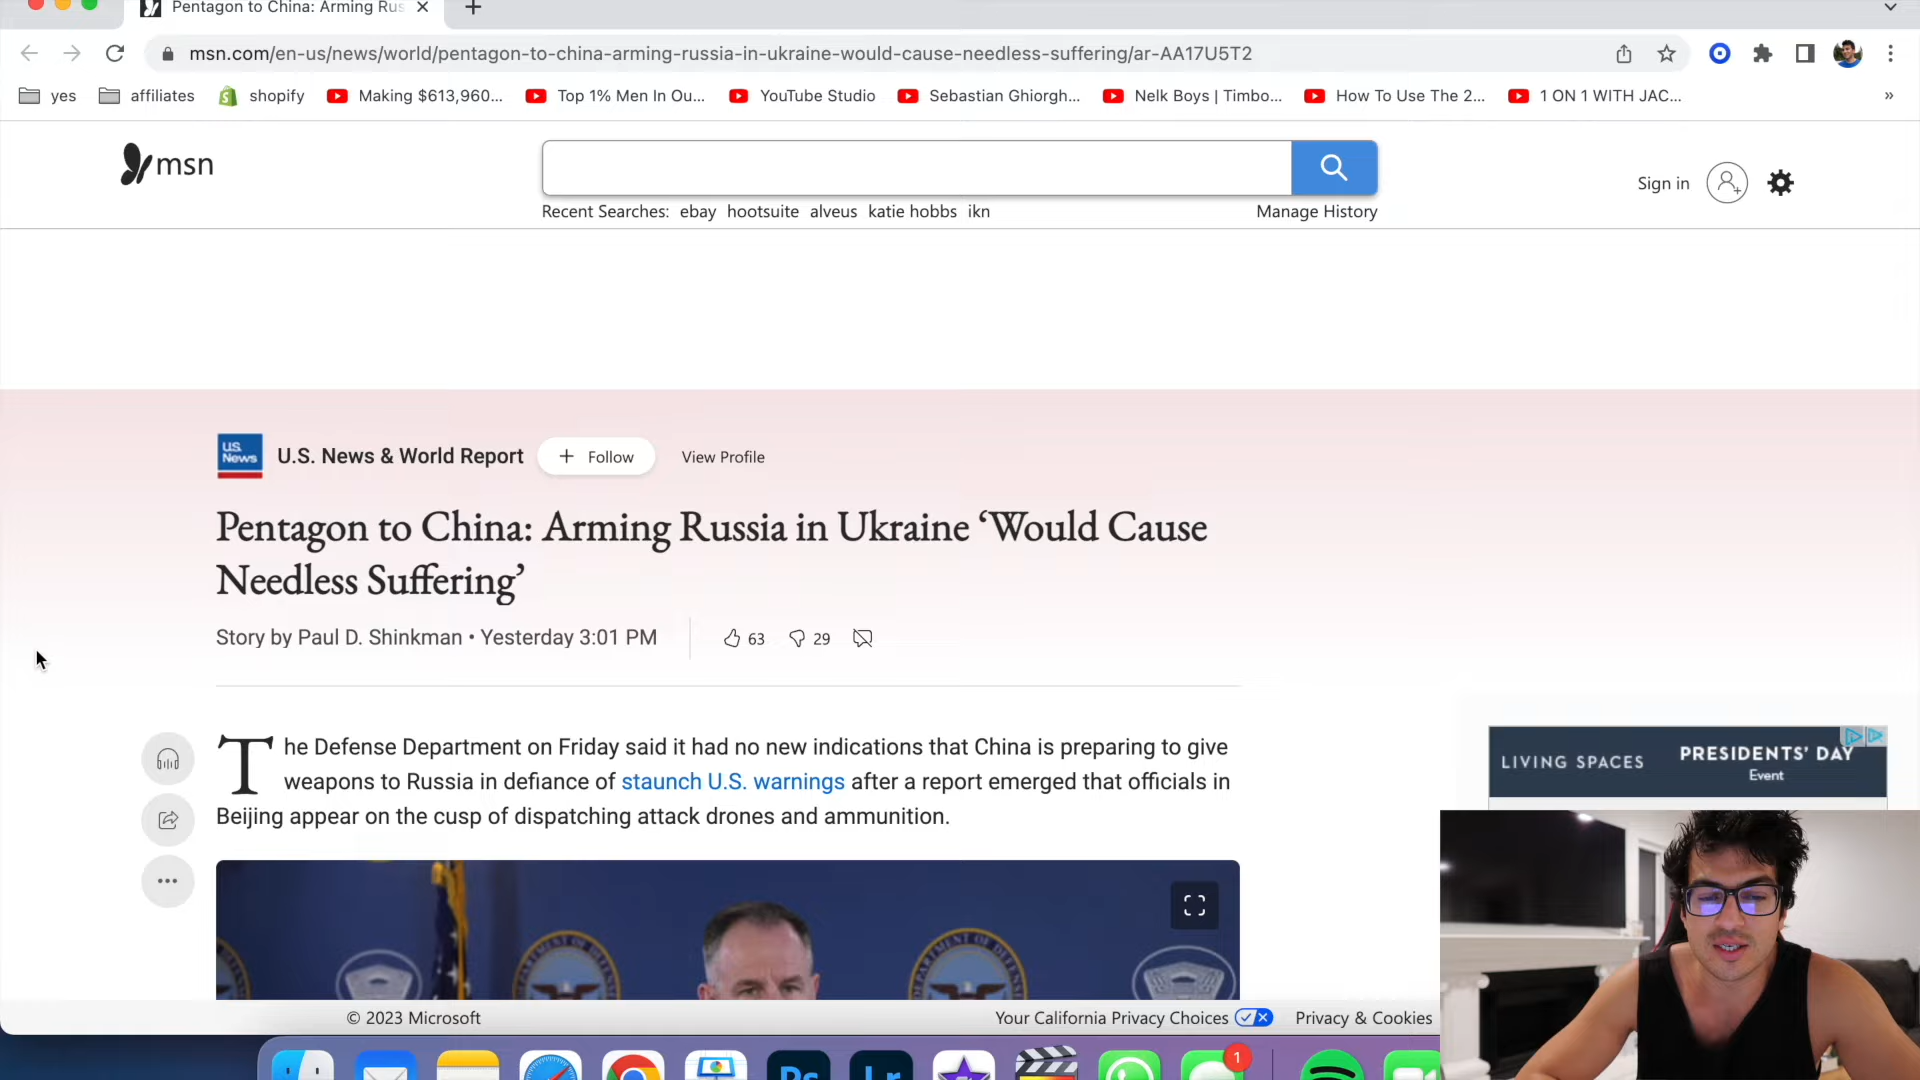 Pentagon to China: Arming Rus
msn.com/en-us/news/world/pentagon-to-china-arming-russia-in-ukraine-would-cause-needless-suffering/ar-AA17U5T2
yes affiliates shopify Making $613,960... Top 1% Men In Ou... YouTube Studio Sebastian Ghiorgh... Nelk Boys | Timbo... How To Use The 2... 1 ON 1 WITH JAC... »
msn
Sign in
Recent Searches: ebay hootsuite alveus katie hobbs ikn Manage History
U.S. News
U.S. News & World Report + Follow View Profile
Pentagon to China: Arming Russia in Ukraine ‘Would Cause
Needless Suffering’
Story by Paul D. Shinkman • Yesterday 3:01 PM 63 29
The Defense Department on Friday said it had no new indications that China is preparing to give
weapons to Russia in defiance of staunch U.S. warnings after a report emerged that officials in
Beijing appear on the cusp of dispatching attack drones and ammunition.
LIVING SPACES PRESIDENTS' DAY
Event
© 2023 Microsoft Your California Privacy Choices Privacy & Cookies
Ps Lr 1